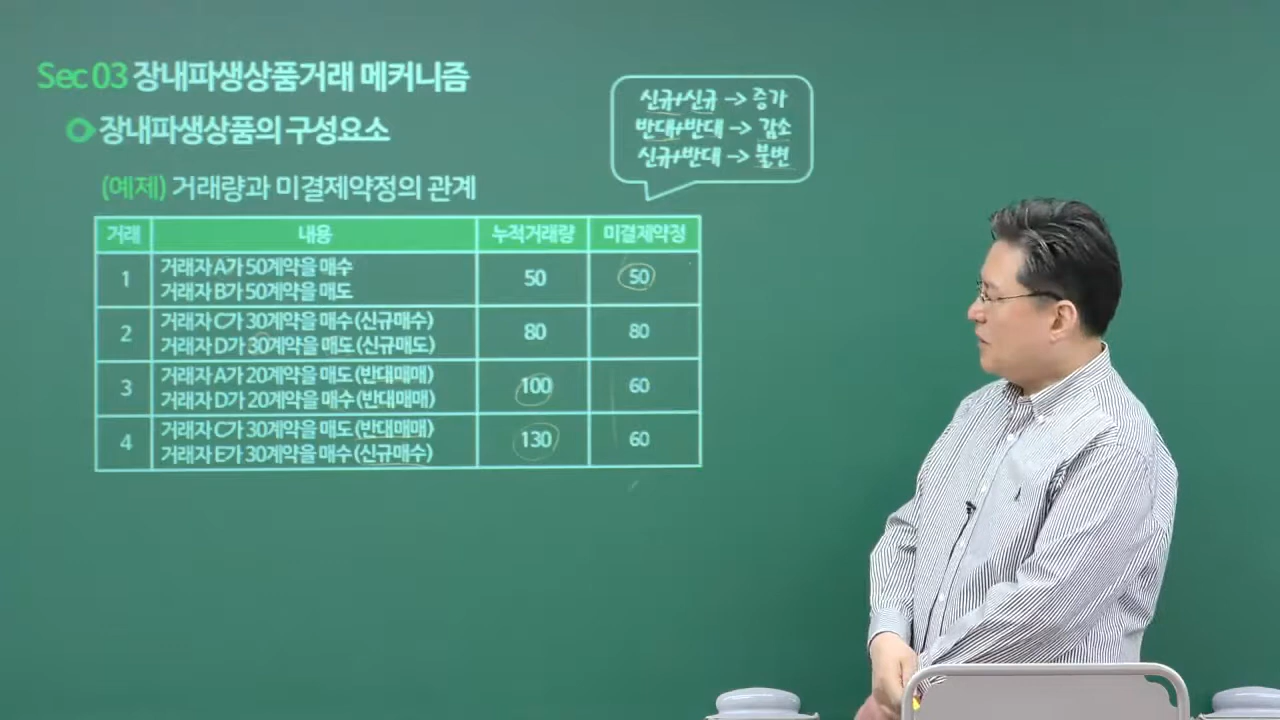 Sec 03 장내파생상품거래 메커니즘
장내파생상품의 구성요소
(예제) 거래량과 미결제약정의 관계
신규+신규 → 증가
반대+반대 → 감소
신규+반대 → 불변
거래 내용 누적거래량 미결제약정
1 거래자 A가 50계약을 매수 50 50
거래자 B가 50계약을 매도
2 거래자 C가 30계약을 매수(신규매수) 80 80
거래자 D가 30계약을 매도(신규매도)
3 거래자 A가 20계약을 매도(반대매매) 100 60
거래자 D가 20계약을 매수(반대매매)
4 거래자 C가 30계약을 매도(반대매매) 130 60
거래자 E가 30계약을 매수(신규매수)